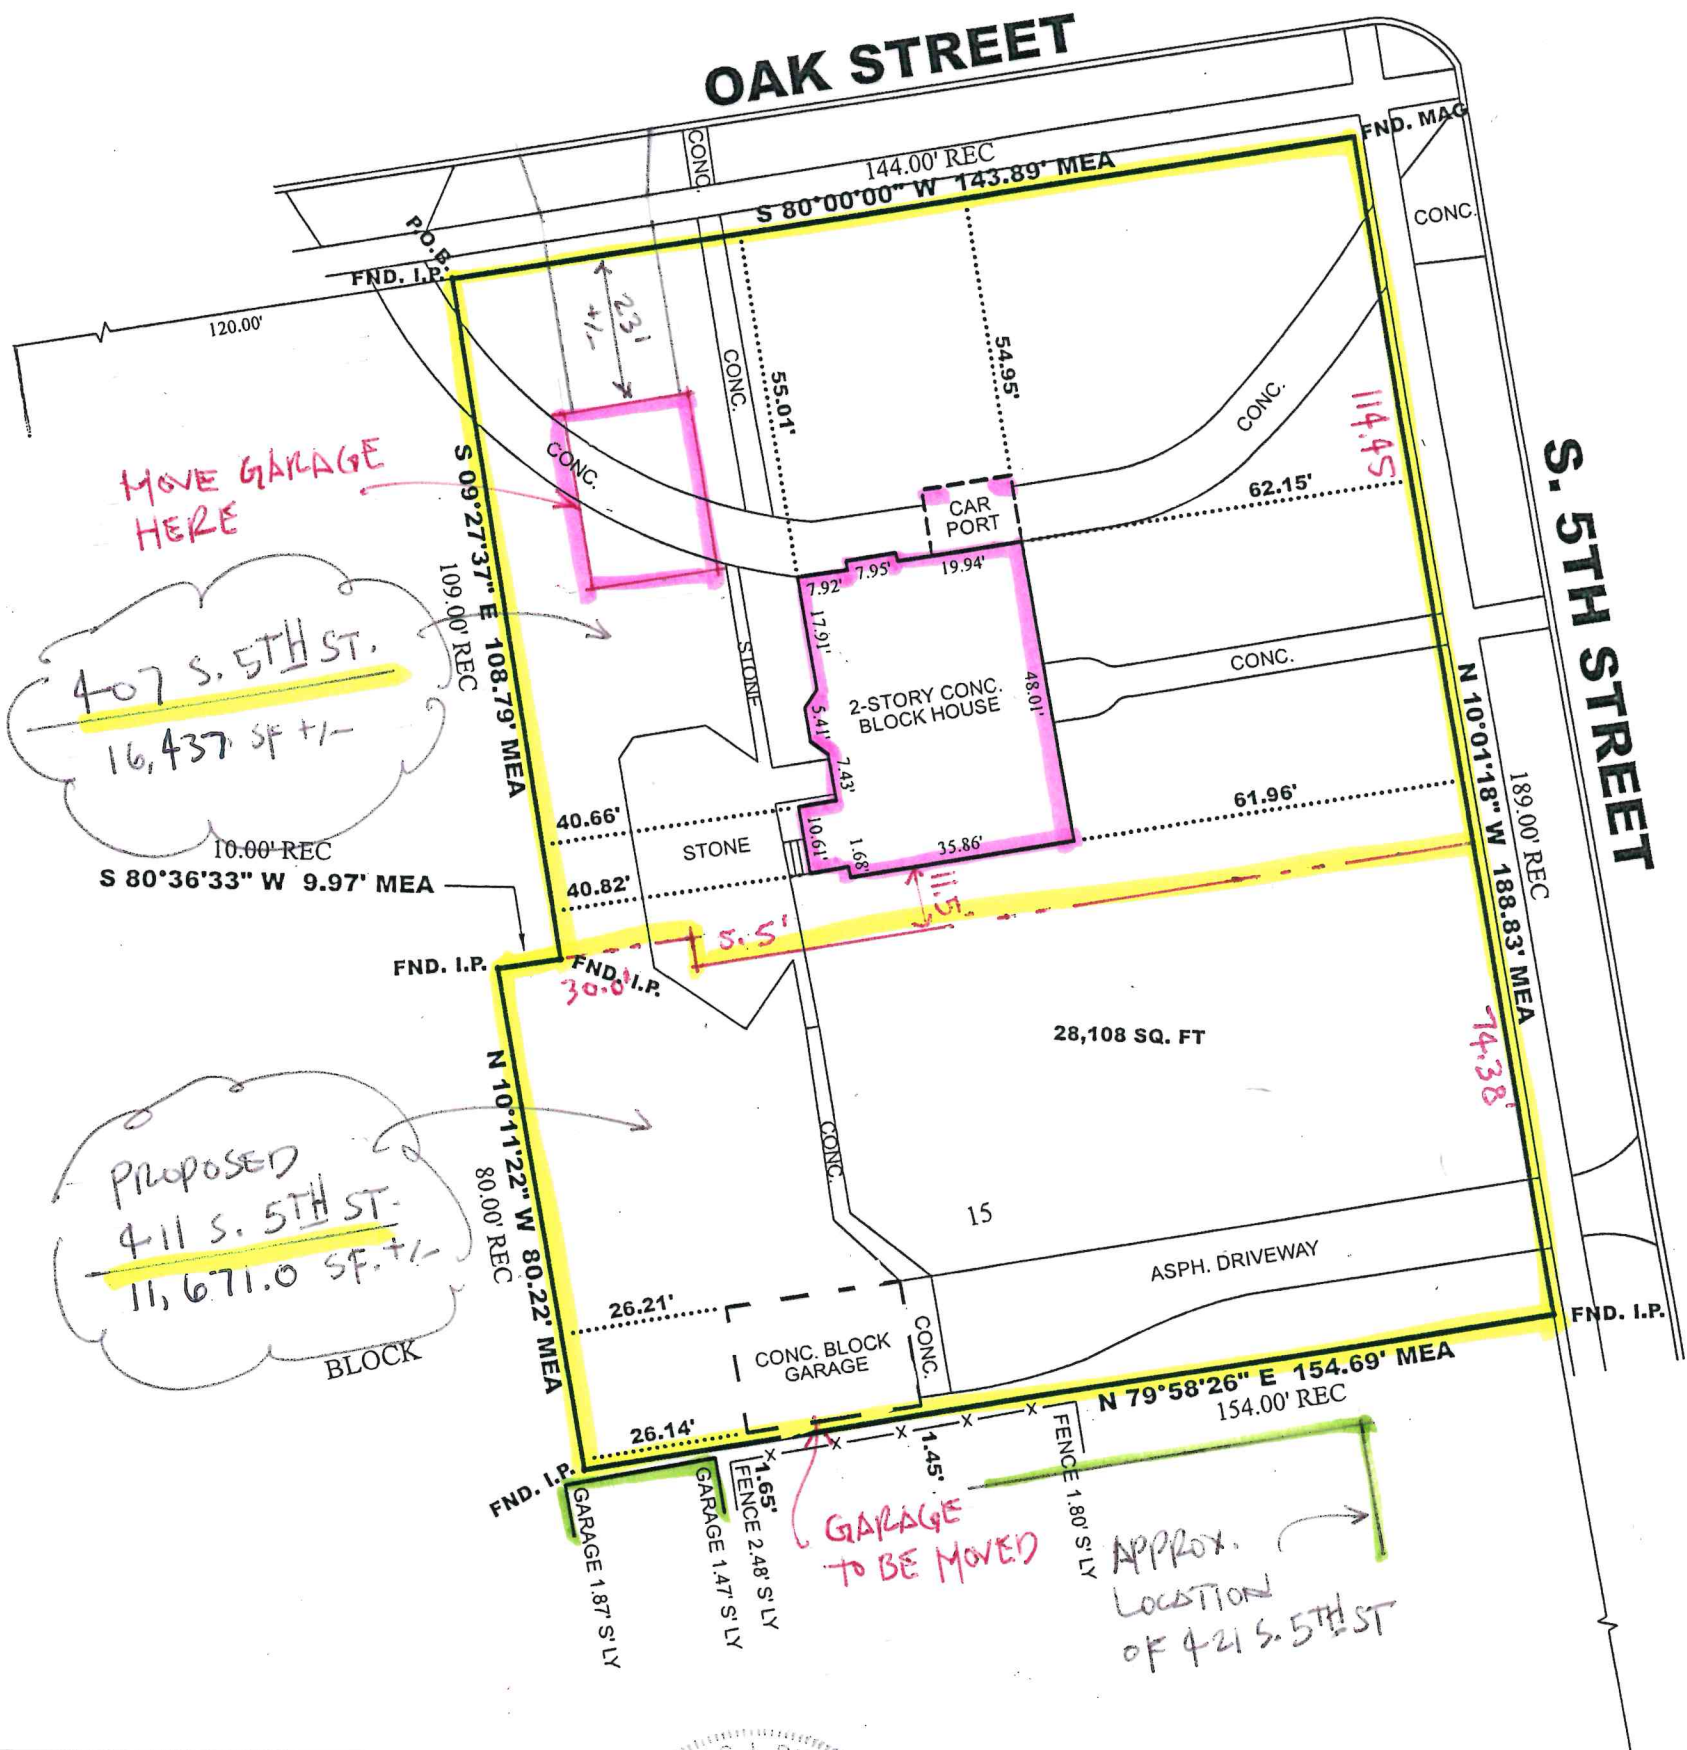 OAK STREET
FND. MAG
144.00' REC
S 80°00'00" W 143.89' MEA
CONC.
CONC.
P.O.B.
FND. I.P.
120.00'
23'
+/-
CONC.
55.01'
54.95'
CONC.
114.45
S. 5TH STREET
MOVE GARAGE
HERE
CONC.
S 09°27'37" E 108.79' MEA
109.00' REC
CAR
PORT
62.15'
7.92'
7.95'
19.94'
17.91'
5.41'
7.43'
10.61'
1.68'
35.86'
48.01'
2-STORY CONC.
BLOCK HOUSE
CONC.
STONE
407 S. 5TH ST.
16,437 SF +/-
N 10°01'18" W 188.83' MEA
189.00' REC
40.66'
61.96'
STONE
40.82'
10.00' REC
S 80°36'33" W 9.97' MEA
11.5
5.5'
FND. I.P.
FND. I.P.
30.0'
28,108 SQ. FT
74.38'
N 10°11'22" W 80.22' MEA
80.00' REC
PROPOSED
411 S. 5TH ST.
11,671.0 SF. +/-
CONC.
15
ASPH. DRIVEWAY
26.21'
CONC. BLOCK
GARAGE
CONC.
BLOCK
FND. I.P.
N 79°58'26" E 154.69' MEA
154.00' REC
26.14'
FND. I.P.
GARAGE 1.87' S'LY
GARAGE 1.47' S'LY
FENCE 2.48' S'LY
1.65'
1.45'
FENCE 1.80' S'LY
GARAGE
TO BE MOVED
APPROX.
LOCATION
OF 421 S. 5TH ST